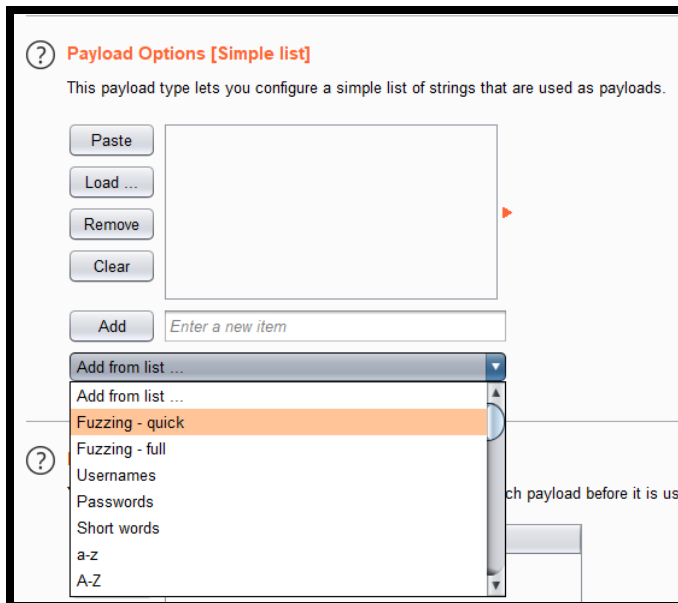 Payload Options [Simple list]
This payload type lets you configure a simple list of strings that are used as payloads.
Paste
Load ...
Remove
Clear
Add
Enter a new item
Add from list ...
Add from list ...
Fuzzing - quick
Fuzzing - full
Usernames
Passwords
ch payload before it is us
Short words
a-z
A-Z